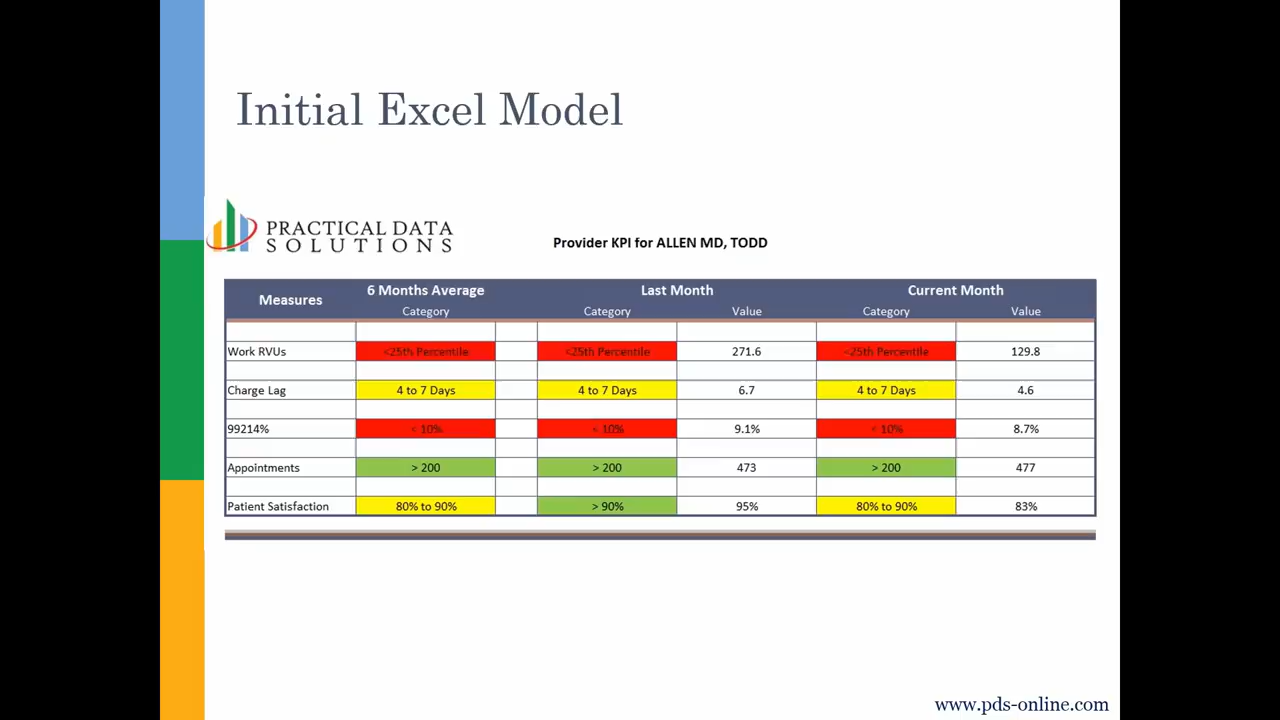 Initial Excel Model
PRACTICAL DATA
SOLUTIONS
Provider KPI for ALLEN MD, TODD
Measures 6 Months Average Last Month Current Month
Category Category Value Category Value
Work RVUs <25th Percentile <25th Percentile 271.6 <25th Percentile 129.8
Charge Lag 4 to 7 Days 4 to 7 Days 6.7 4 to 7 Days 4.6
99214% < 10% < 10% 9.1% < 10% 8.7%
Appointments > 200 > 200 473 > 200 477
Patient Satisfaction 80% to 90% > 90% 95% 80% to 90% 83%
www.pds-online.com